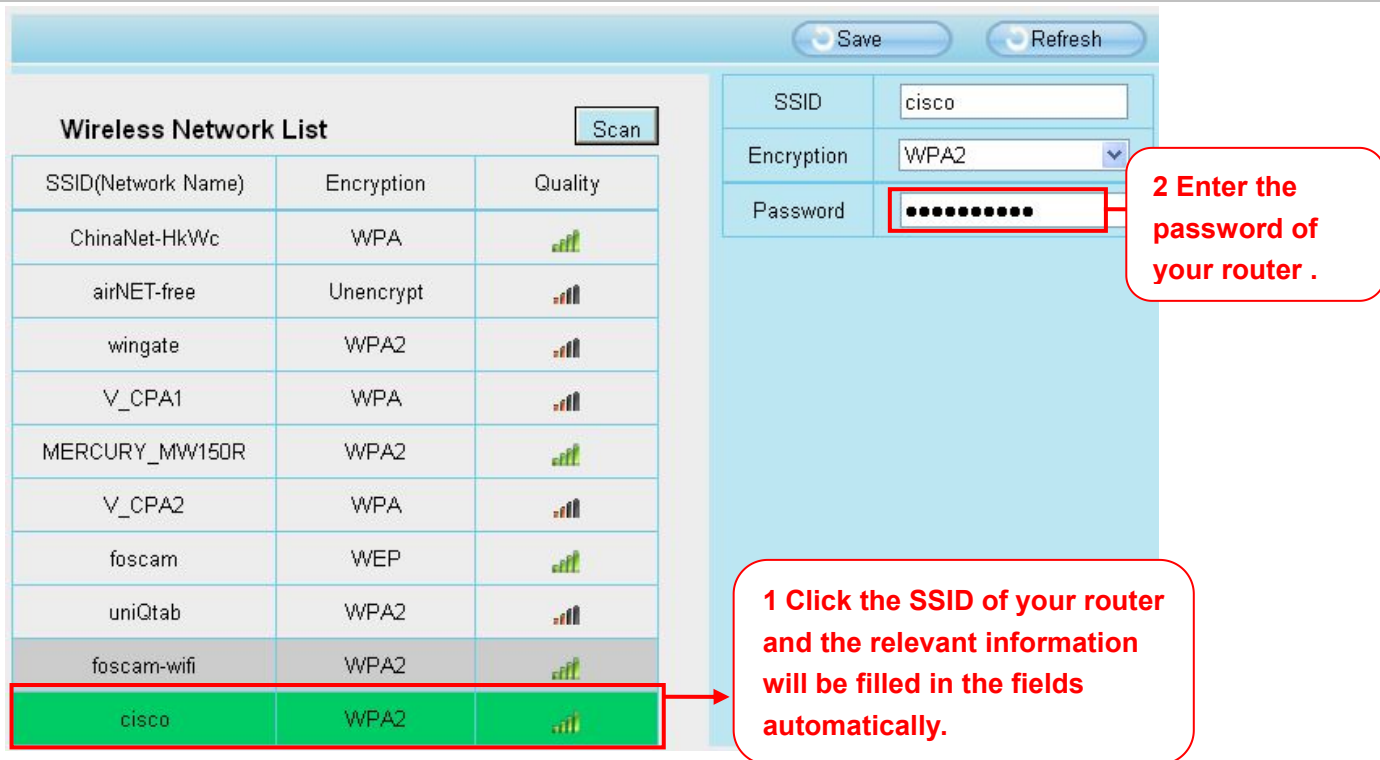 Save Refresh
Wireless Network List Scan
SSID(Network Name) Encryption Quality
ChinaNet-HkWc WPA
airNET-free Unencrypt
wingate WPA2
V_CPA1 WPA
MERCURY_MW150R WPA2
V_CPA2 WPA
foscam WEP
uniQtab WPA2
foscam-wifi WPA2
cisco WPA2
SSID cisco
Encryption WPA2
Password ●●●●●●●●●●
2 Enter the
password of
your router .
1 Click the SSID of your router
and the relevant information
will be filled in the fields
automatically.